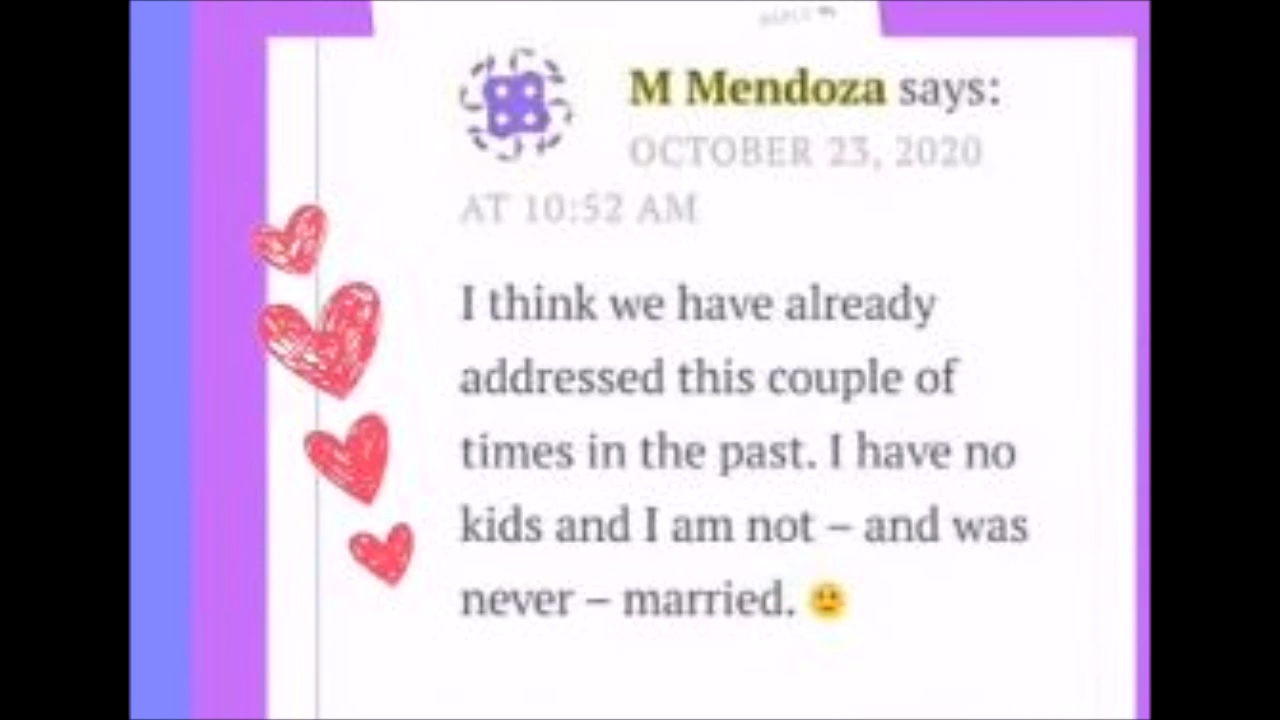 REPLY
M Mendoza says:
OCTOBER 23, 2020
AT 10:52 AM
I think we have already
addressed this couple of
times in the past. I have no
kids and I am not – and was
never – married. 🙂